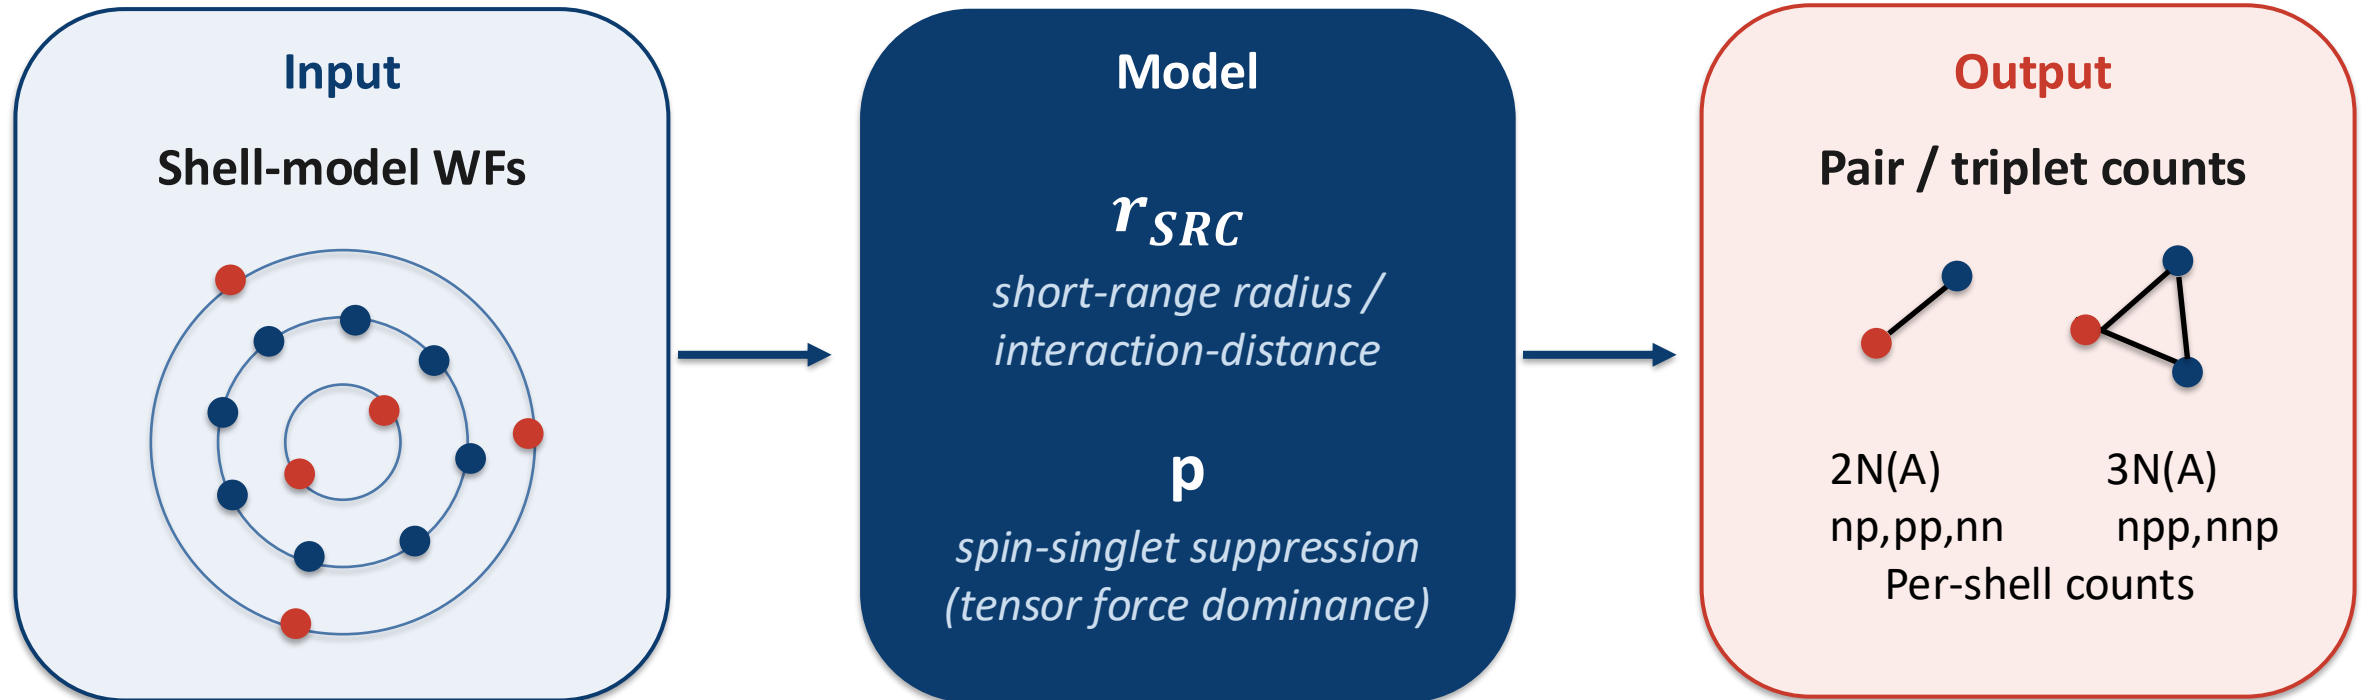 Input
Shell-model WFs
Model
r_SRC
short-range radius /
interaction-distance
p
spin-singlet suppression
(tensor force dominance)
Output
Pair / triplet counts
2N(A) 3N(A)
np,pp,nn npp,nnp
Per-shell counts